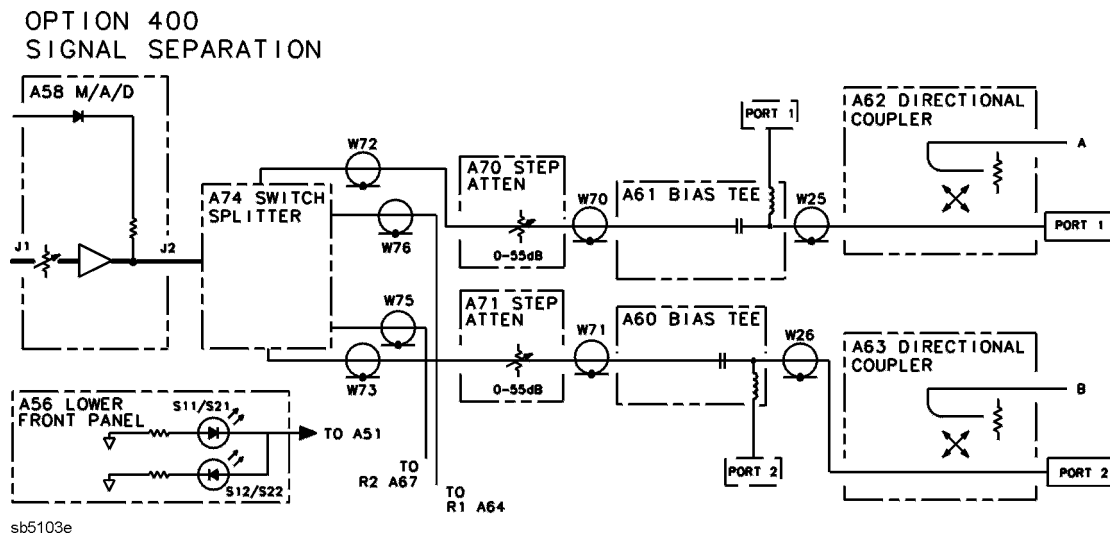 OPTION 400
SIGNAL SEPARATION
A58 M/A/D
J1
J2
A74 SWITCH
SPLITTER
W72
W76
W75
W73
A70 STEP
ATTEN
0-55dB
W70
A61 BIAS TEE
PORT 1
W25
A62 DIRECTIONAL
COUPLER
A
PORT 1
A71 STEP
ATTEN
0-55dB
W71
A60 BIAS TEE
PORT 2
W26
A63 DIRECTIONAL
COUPLER
B
PORT 2
A56 LOWER
FRONT PANEL
S11/S21
S12/S22
TO A51
TO
R2 A67
TO
R1 A64
sb5103e